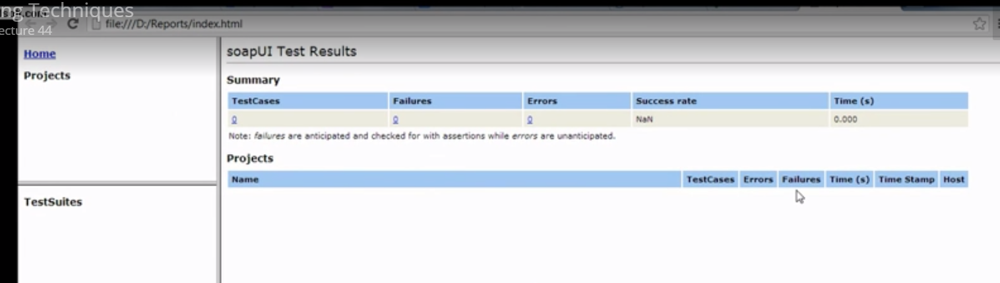 ng Techniques
ecture 44
file:///D:/Reports/index.html
Home
Projects
TestSuites
soapUI Test Results
Summary
TestCases Failures Errors Success rate Time (s)
0 0 0 NaN 0.000
Note: failures are anticipated and checked for with assertions while errors are unanticipated.
Projects
Name TestCases Errors Failures Time (s) Time Stamp Host